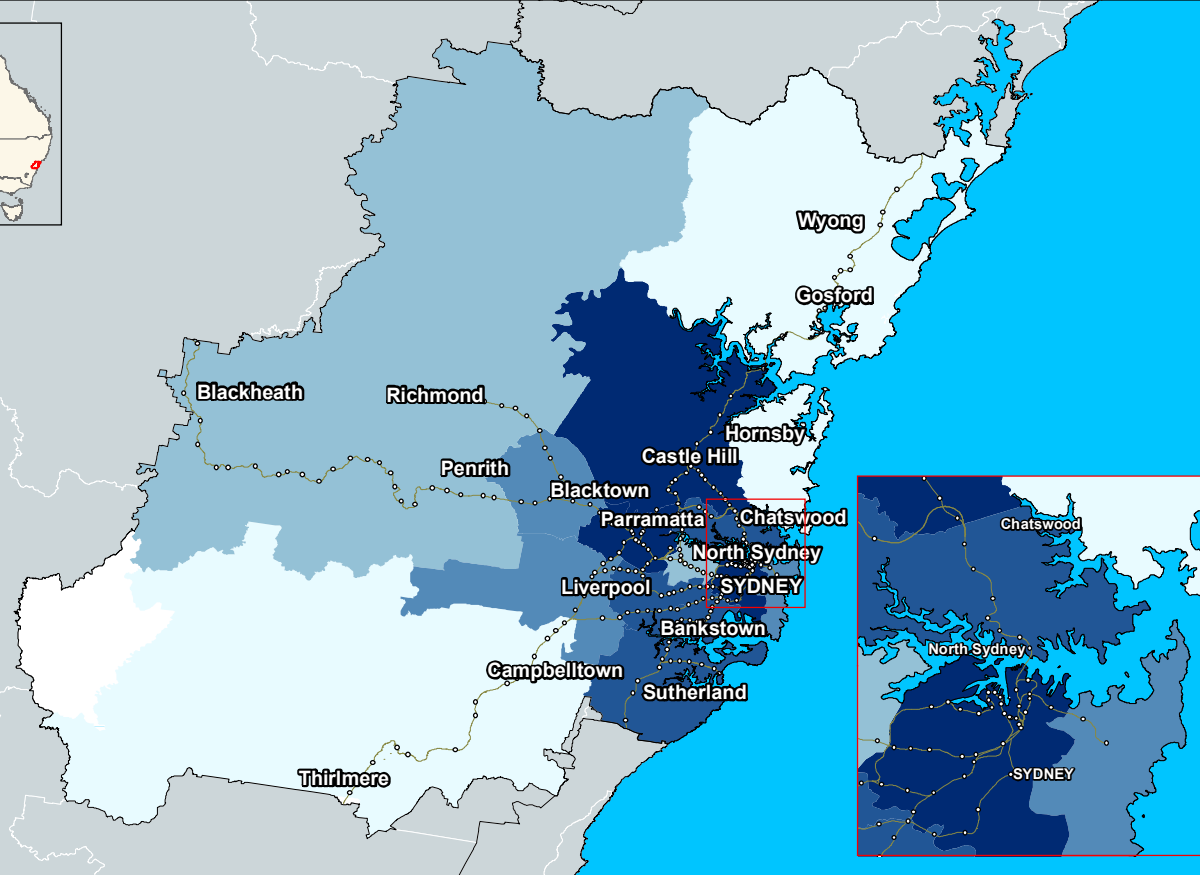 Wyong
Gosford
Blackheath
Richmond
Hornsby
Castle Hill
Penrith
Blacktown
Parramatta
Chatswood
North Sydney
Liverpool
SYDNEY
Bankstown
Campbelltown
Sutherland
Thirlmere
Chatswood
North Sydney
SYDNEY